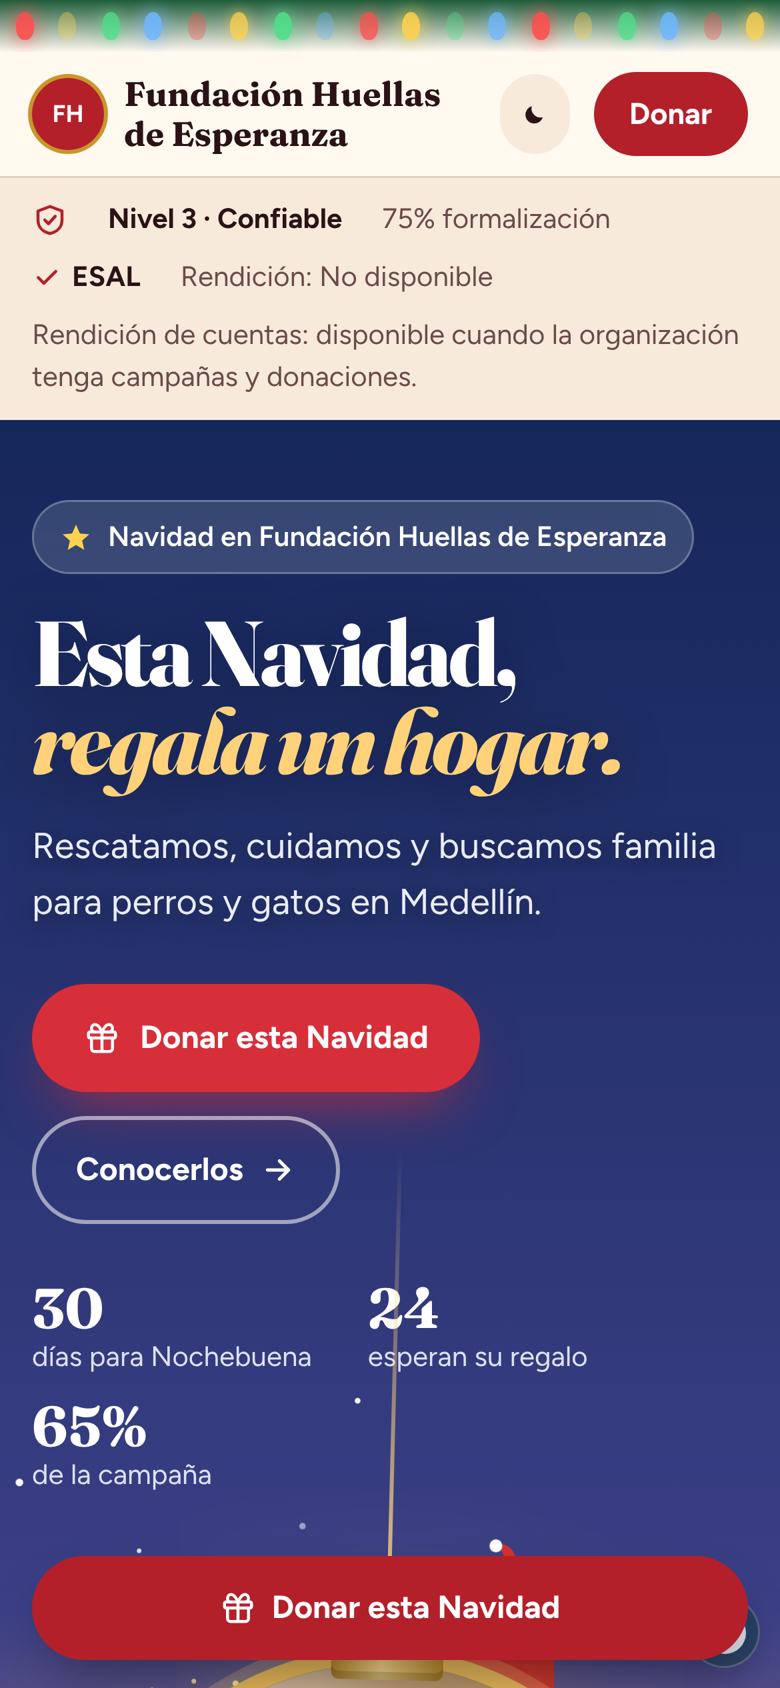 FH
Fundación Huellas
de Esperanza
Donar
Nivel 3 · Confiable 75% formalización
ESAL Rendición: No disponible
Rendición de cuentas: disponible cuando la organización
tenga campañas y donaciones.
Navidad en Fundación Huellas de Esperanza
Esta Navidad,
regala un hogar.
Rescatamos, cuidamos y buscamos familia
para perros y gatos en Medellín.
Donar esta Navidad
Conocerlos
30 24
días para Nochebuena esperan su regalo
65%
de la campaña
Donar esta Navidad